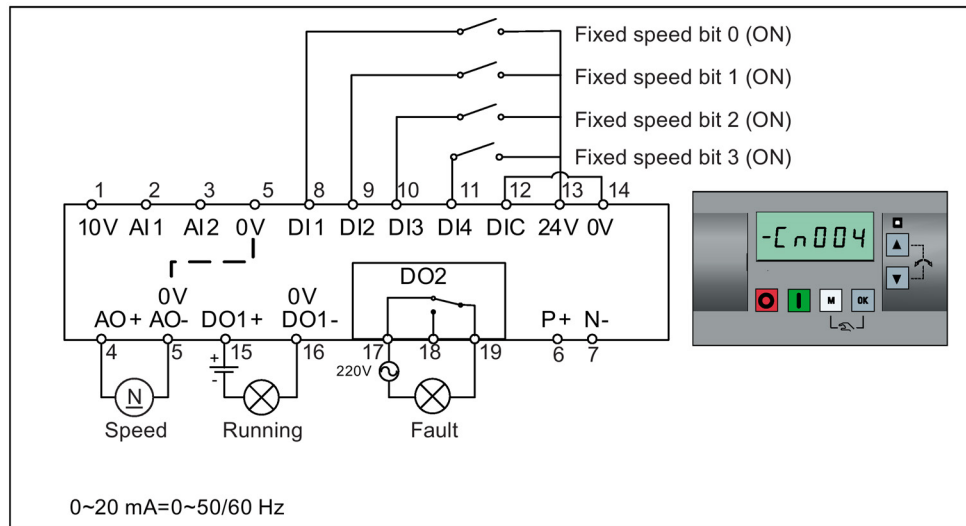 Fixed speed bit 0 (ON)
Fixed speed bit 1 (ON)
Fixed speed bit 2 (ON)
Fixed speed bit 3 (ON)
1 2 3 5 8 9 10 11 12 13 14
10V AI1 AI2 0V DI1 DI2 DI3 DI4 DIC 24V 0V
-Cn004
M OK
DO2
0V 0V
AO+ AO- DO1+ DO1- P+ N-
4 5 15 16 17 18 19 6 7
+
-
220V
N
Speed Running Fault
0~20 mA=0~50/60 Hz